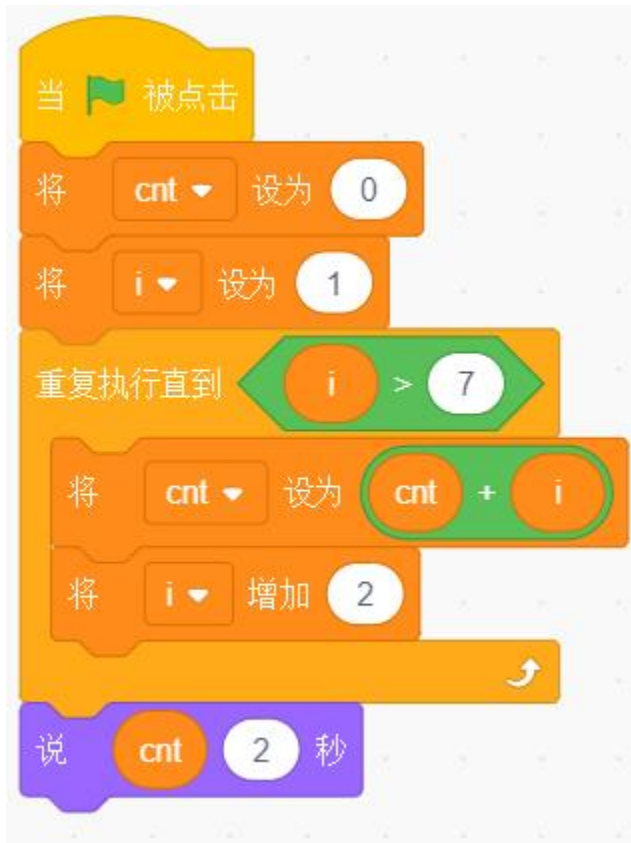 当 被点击
将 cnt 设为 0
将 i 设为 1
重复执行直到 i > 7
将 cnt 设为 cnt + i
将 i 增加 2
说 cnt 2 秒